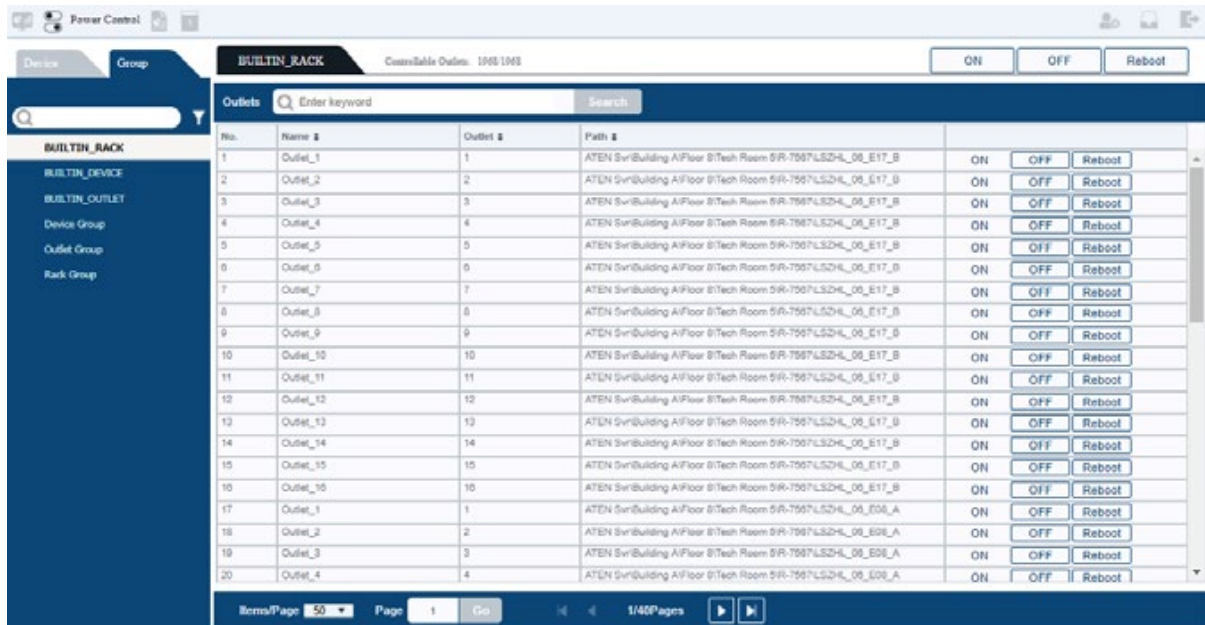 Power Control
Device Group BUILTIN_RACK Controllable Outlets: 1968/1968 ON OFF Reboot
Outlets Enter keyword Search
No. Name Outlet Path
BUILTIN_RACK
BUILTIN_DEVICE
BUILTIN_OUTLET
Device Group
Outlet Group
Rack Group
1 Outlet_1 1 ATEN Svr\Building A\Floor 8\Tech Room 5\R-7567\LSZHL_06_E17_B ON OFF Reboot
2 Outlet_2 2 ATEN Svr\Building A\Floor 8\Tech Room 5\R-7567\LSZHL_06_E17_B ON OFF Reboot
3 Outlet_3 3 ATEN Svr\Building A\Floor 8\Tech Room 5\R-7567\LSZHL_06_E17_B ON OFF Reboot
4 Outlet_4 4 ATEN Svr\Building A\Floor 8\Tech Room 5\R-7567\LSZHL_06_E17_B ON OFF Reboot
5 Outlet_5 5 ATEN Svr\Building A\Floor 8\Tech Room 5\R-7567\LSZHL_06_E17_B ON OFF Reboot
6 Outlet_6 6 ATEN Svr\Building A\Floor 8\Tech Room 5\R-7567\LSZHL_06_E17_B ON OFF Reboot
7 Outlet_7 7 ATEN Svr\Building A\Floor 8\Tech Room 5\R-7567\LSZHL_06_E17_B ON OFF Reboot
8 Outlet_8 8 ATEN Svr\Building A\Floor 8\Tech Room 5\R-7567\LSZHL_06_E17_B ON OFF Reboot
9 Outlet_9 9 ATEN Svr\Building A\Floor 8\Tech Room 5\R-7567\LSZHL_06_E17_B ON OFF Reboot
10 Outlet_10 10 ATEN Svr\Building A\Floor 8\Tech Room 5\R-7567\LSZHL_06_E17_B ON OFF Reboot
11 Outlet_11 11 ATEN Svr\Building A\Floor 8\Tech Room 5\R-7567\LSZHL_06_E17_B ON OFF Reboot
12 Outlet_12 12 ATEN Svr\Building A\Floor 8\Tech Room 5\R-7567\LSZHL_06_E17_B ON OFF Reboot
13 Outlet_13 13 ATEN Svr\Building A\Floor 8\Tech Room 5\R-7567\LSZHL_06_E17_B ON OFF Reboot
14 Outlet_14 14 ATEN Svr\Building A\Floor 8\Tech Room 5\R-7567\LSZHL_06_E17_B ON OFF Reboot
15 Outlet_15 15 ATEN Svr\Building A\Floor 8\Tech Room 5\R-7567\LSZHL_06_E17_B ON OFF Reboot
16 Outlet_16 16 ATEN Svr\Building A\Floor 8\Tech Room 5\R-7567\LSZHL_06_E17_B ON OFF Reboot
17 Outlet_1 1 ATEN Svr\Building A\Floor 8\Tech Room 5\R-7567\LSZHL_06_E08_A ON OFF Reboot
18 Outlet_2 2 ATEN Svr\Building A\Floor 8\Tech Room 5\R-7567\LSZHL_06_E08_A ON OFF Reboot
19 Outlet_3 3 ATEN Svr\Building A\Floor 8\Tech Room 5\R-7567\LSZHL_06_E08_A ON OFF Reboot
20 Outlet_4 4 ATEN Svr\Building A\Floor 8\Tech Room 5\R-7567\LSZHL_06_E08_A ON OFF Reboot
Items/Page 50 Page 1 Go 1/40Pages